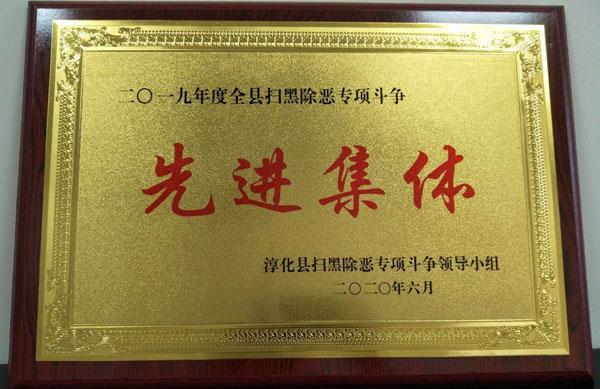 二〇一九年度全县扫黑除恶专项斗争
先进集体
淳化县扫黑除恶专项斗争领导小组
二〇二〇年六月